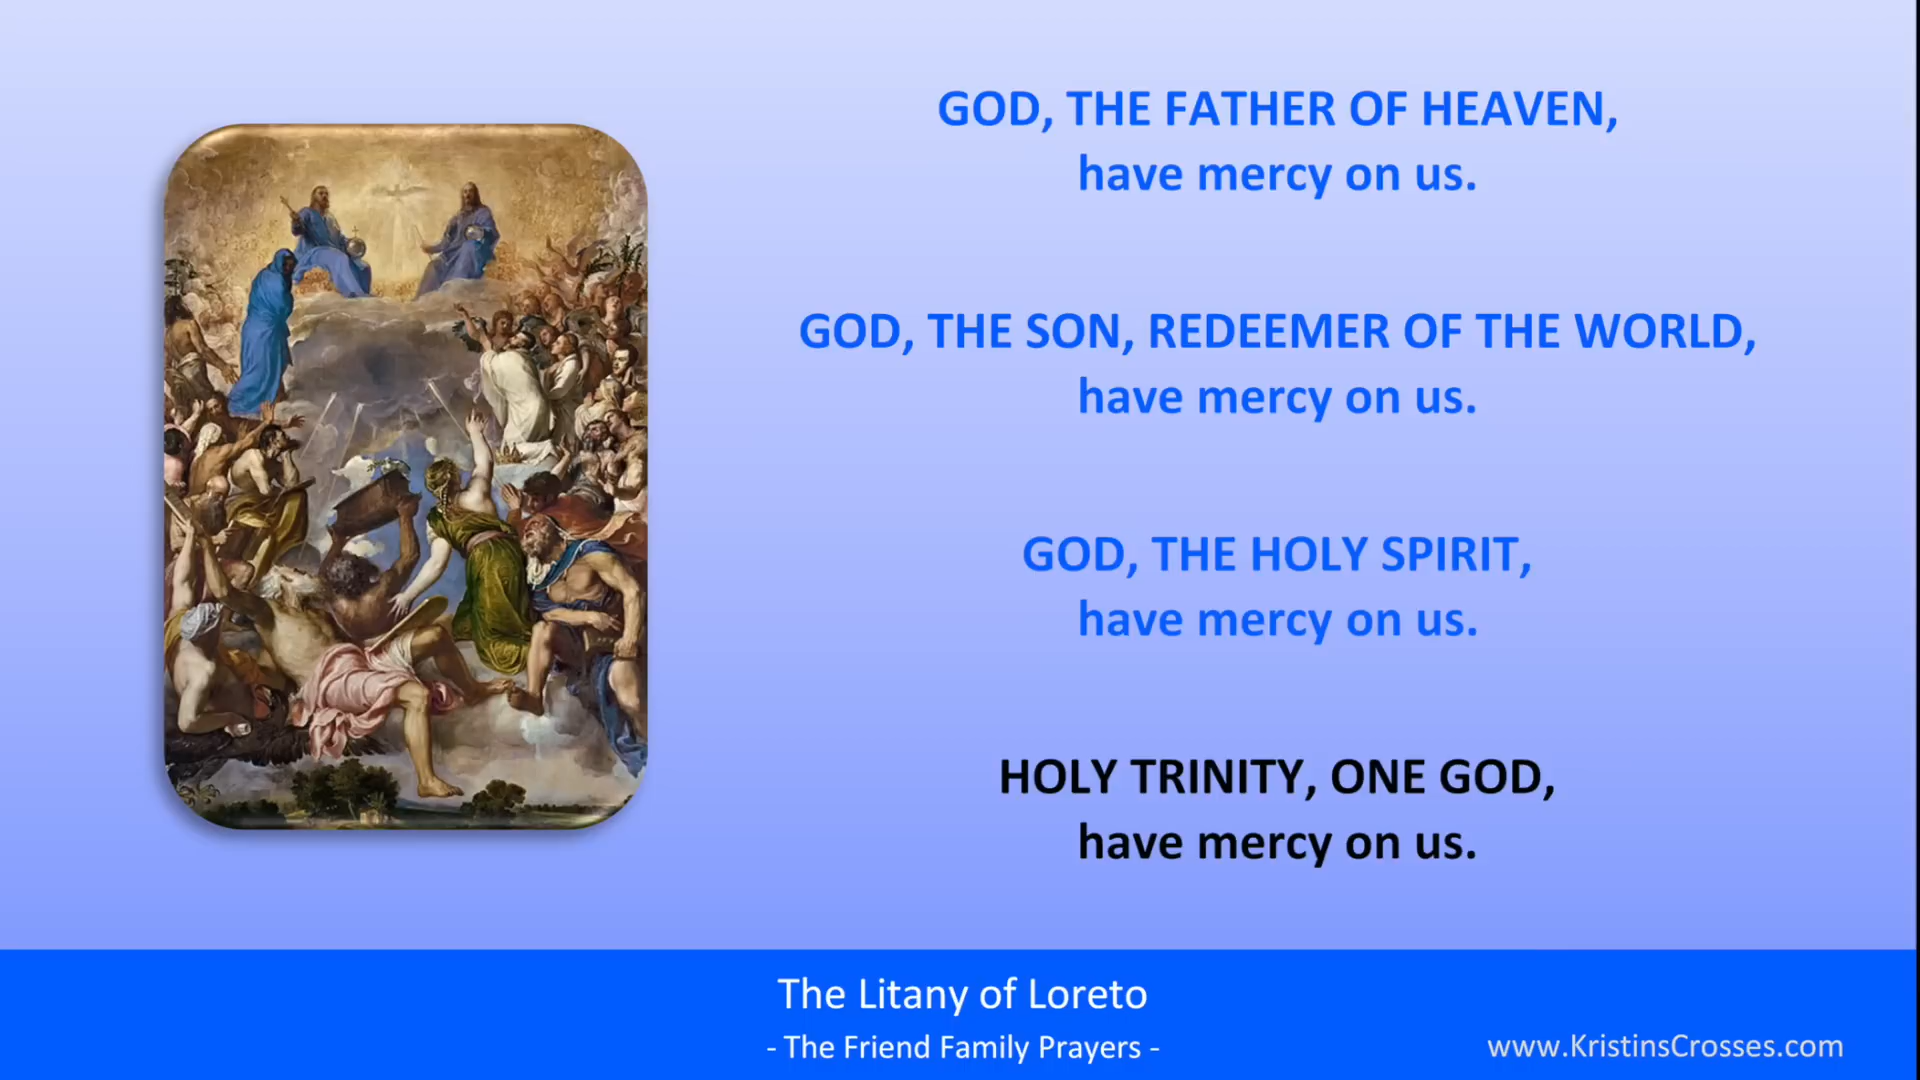 GOD, THE FATHER OF HEAVEN,
have mercy on us.
GOD, THE SON, REDEEMER OF THE WORLD,
have mercy on us.
GOD, THE HOLY SPIRIT,
have mercy on us.
HOLY TRINITY, ONE GOD,
have mercy on us.
The Litany of Loreto
- The Friend Family Prayers -
www.KristinsCrosses.com